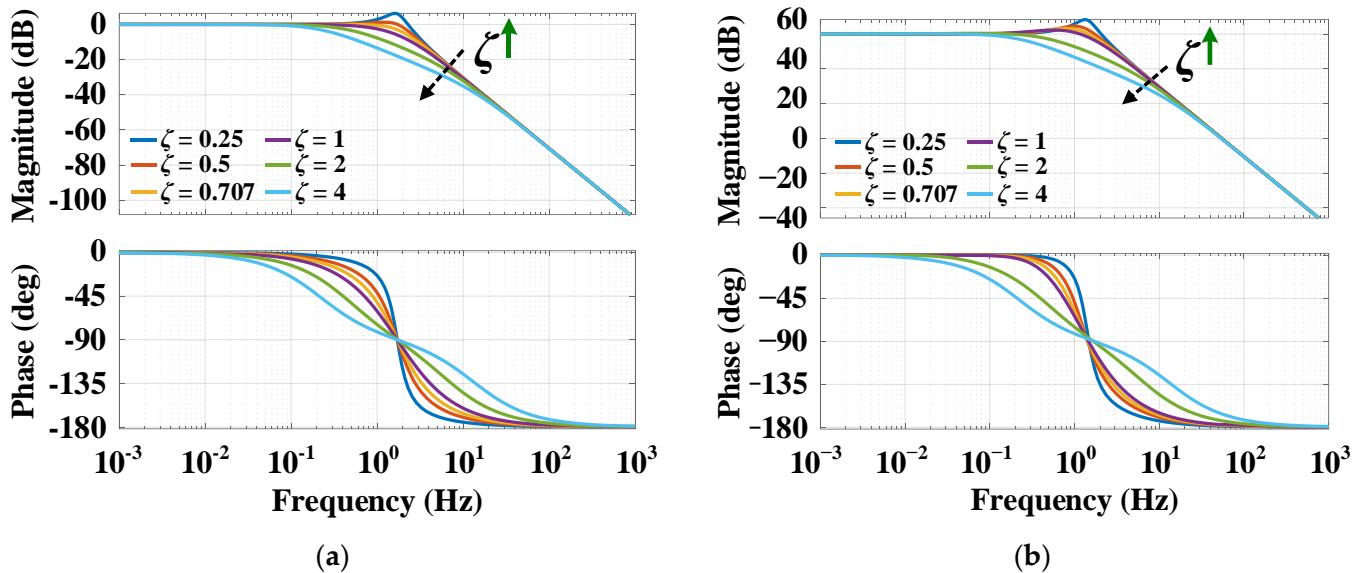 Magnitude (dB)
0
-20
-40
-60
-80
-100
ζ
ζ = 0.25
ζ = 0.5
ζ = 0.707
ζ = 1
ζ = 2
ζ = 4
Phase (deg)
0
-45
-90
-135
-180
10⁻³ 10⁻² 10⁻¹ 10⁰ 10¹ 10² 10³
Frequency (Hz)
(a)
Magnitude (dB)
60
40
20
0
−20
−40
ζ
ζ = 0.25
ζ = 0.5
ζ = 0.707
ζ = 1
ζ = 2
ζ = 4
Phase (deg)
0
−45
−90
−135
−180
10⁻³ 10⁻² 10⁻¹ 10⁰ 10¹ 10² 10³
Frequency (Hz)
(b)